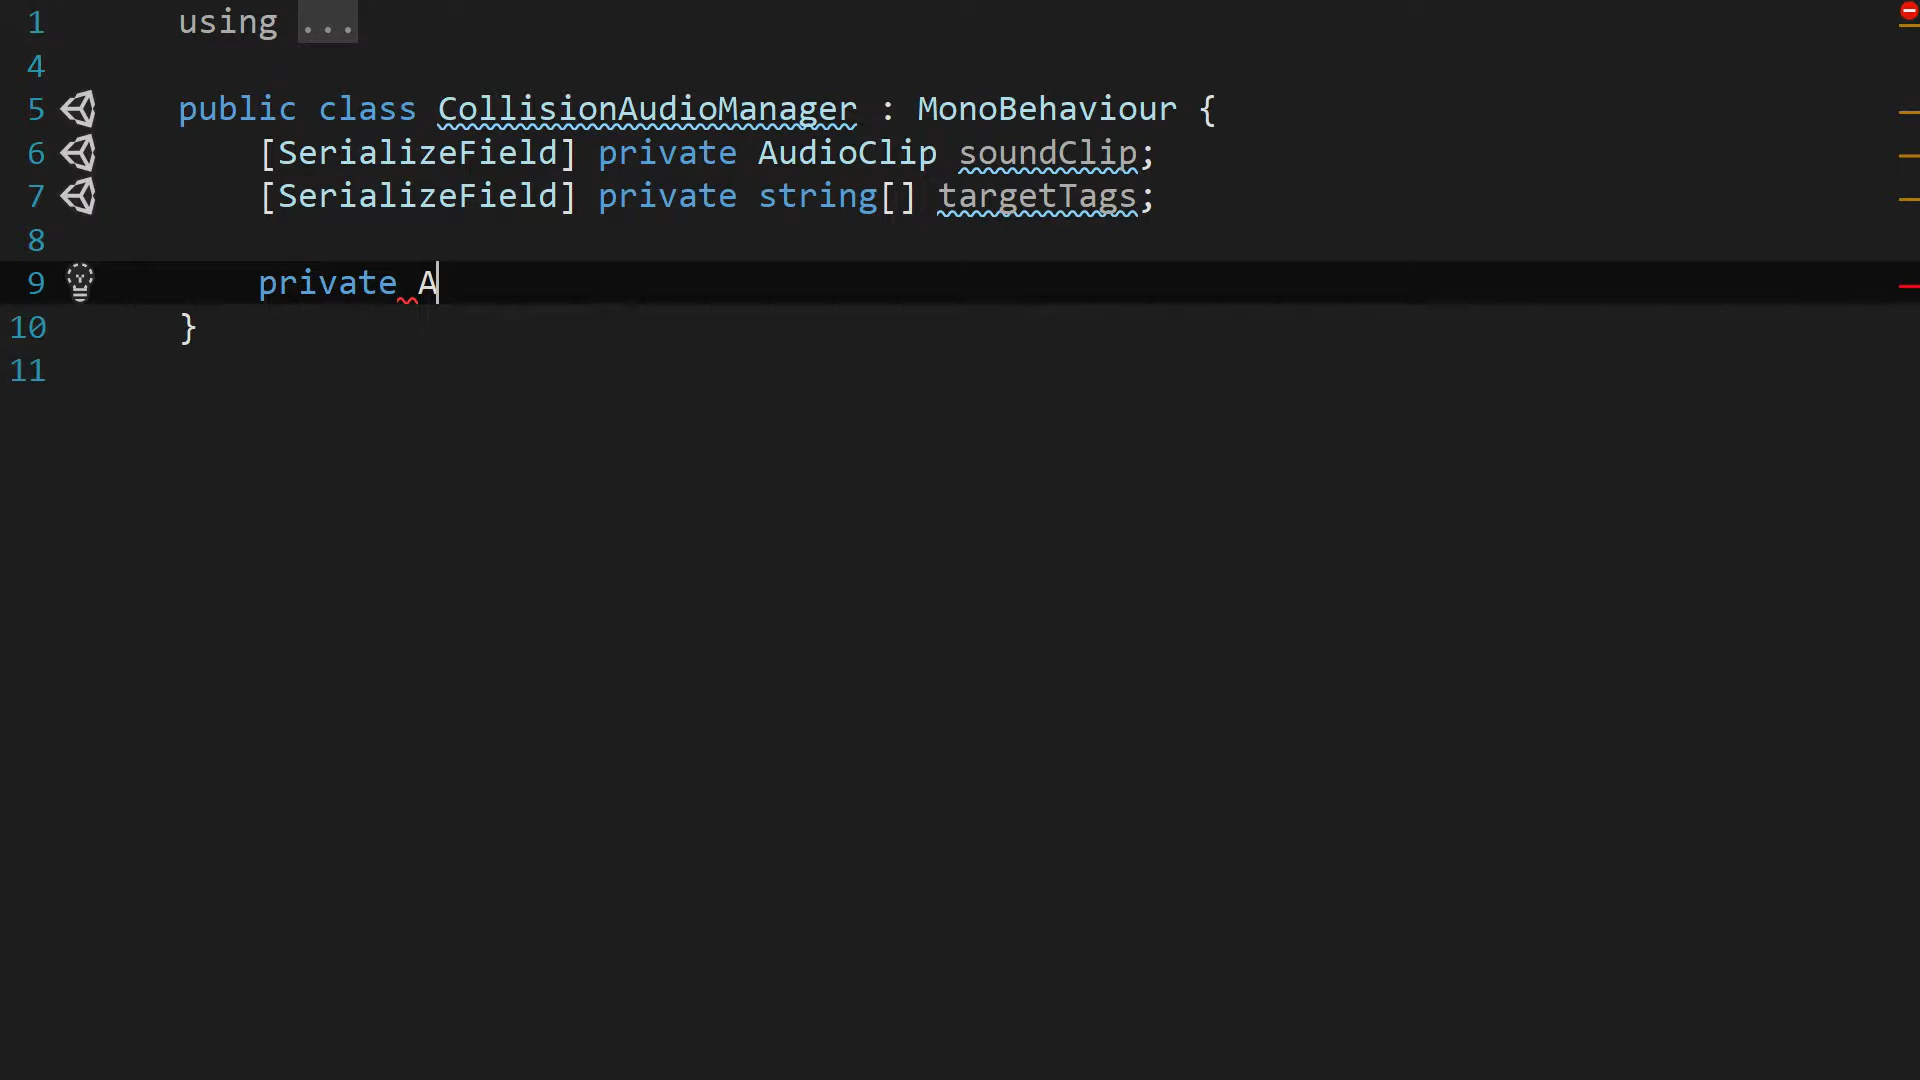 1 using ...
4
5 public class CollisionAudioManager : MonoBehaviour {
6 [SerializeField] private AudioClip soundClip;
7 [SerializeField] private string[] targetTags;
8
9 private A
10 }
11